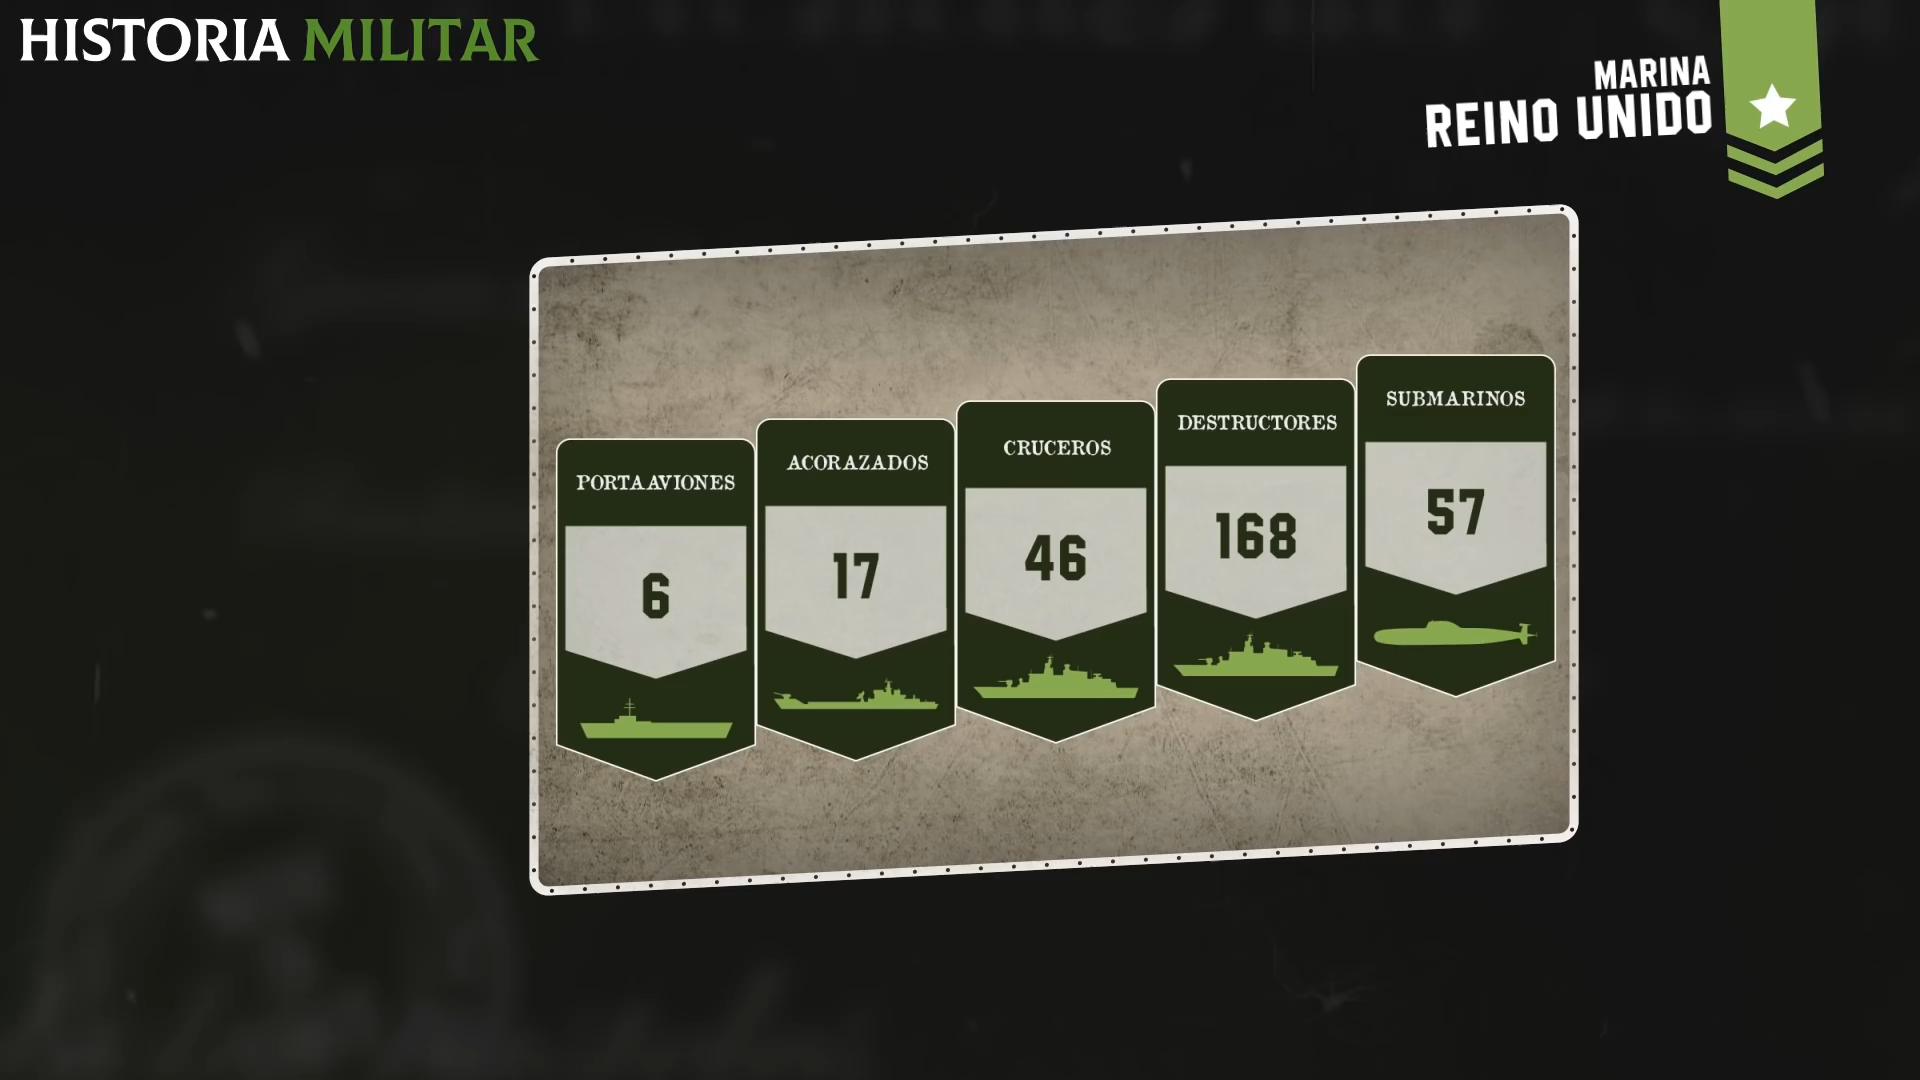 HISTORIA MILITAR
MARINA
REINO UNIDO
PORTAAVIONES
6
ACORAZADOS
17
CRUCEROS
46
DESTRUCTORES
168
SUBMARINOS
57